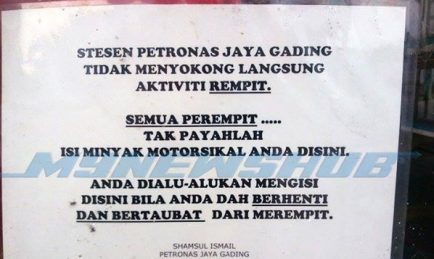 STESEN PETRONAS JAYA GADING
TIDAK MENYOKONG LANGSUNG
AKTIVITI REMPIT.
SEMUA PEREMPIT .....
TAK PAYAHLAH
ISI MINYAK MOTORSIKAL ANDA DISINI.
MYNEWSHUB
ANDA DIALU-ALUKAN MENGISI
DISINI BILA ANDA DAH BERHENTI
DAN BERTAUBAT DARI MEREMPIT.
SHAMSUL ISMAIL
PETRONAS JAYA GADING